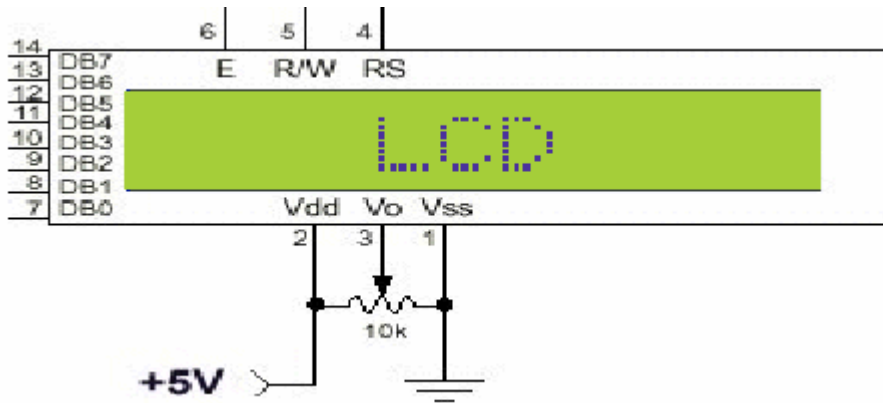 6 5 4
14 DB7 E R/W RS
13 DB6
12 DB5
11 DB4
10 DB3
9 DB2
8 DB1
7 DB0
LCD
Vdd Vo Vss
2 3 1
10k
+5V